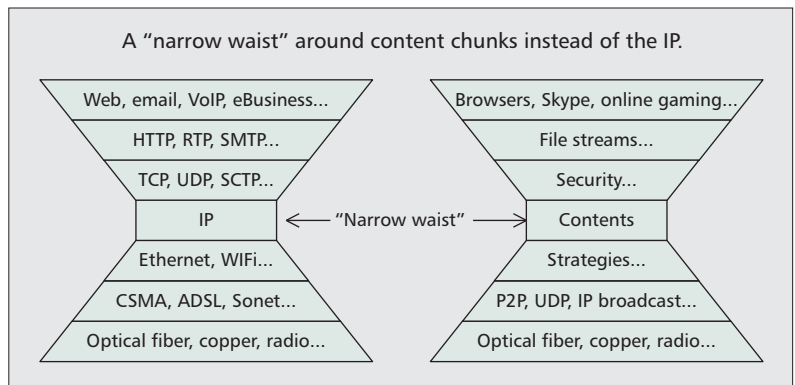 A “narrow waist” around content chunks instead of the IP.
Web, email, VoIP, eBusiness...
HTTP, RTP, SMTP...
TCP, UDP, SCTP...
IP
Ethernet, WIFi...
CSMA, ADSL, Sonet...
Optical fiber, copper, radio...
“Narrow waist”
Browsers, Skype, online gaming...
File streams...
Security...
Contents
Strategies...
P2P, UDP, IP broadcast...
Optical fiber, copper, radio...